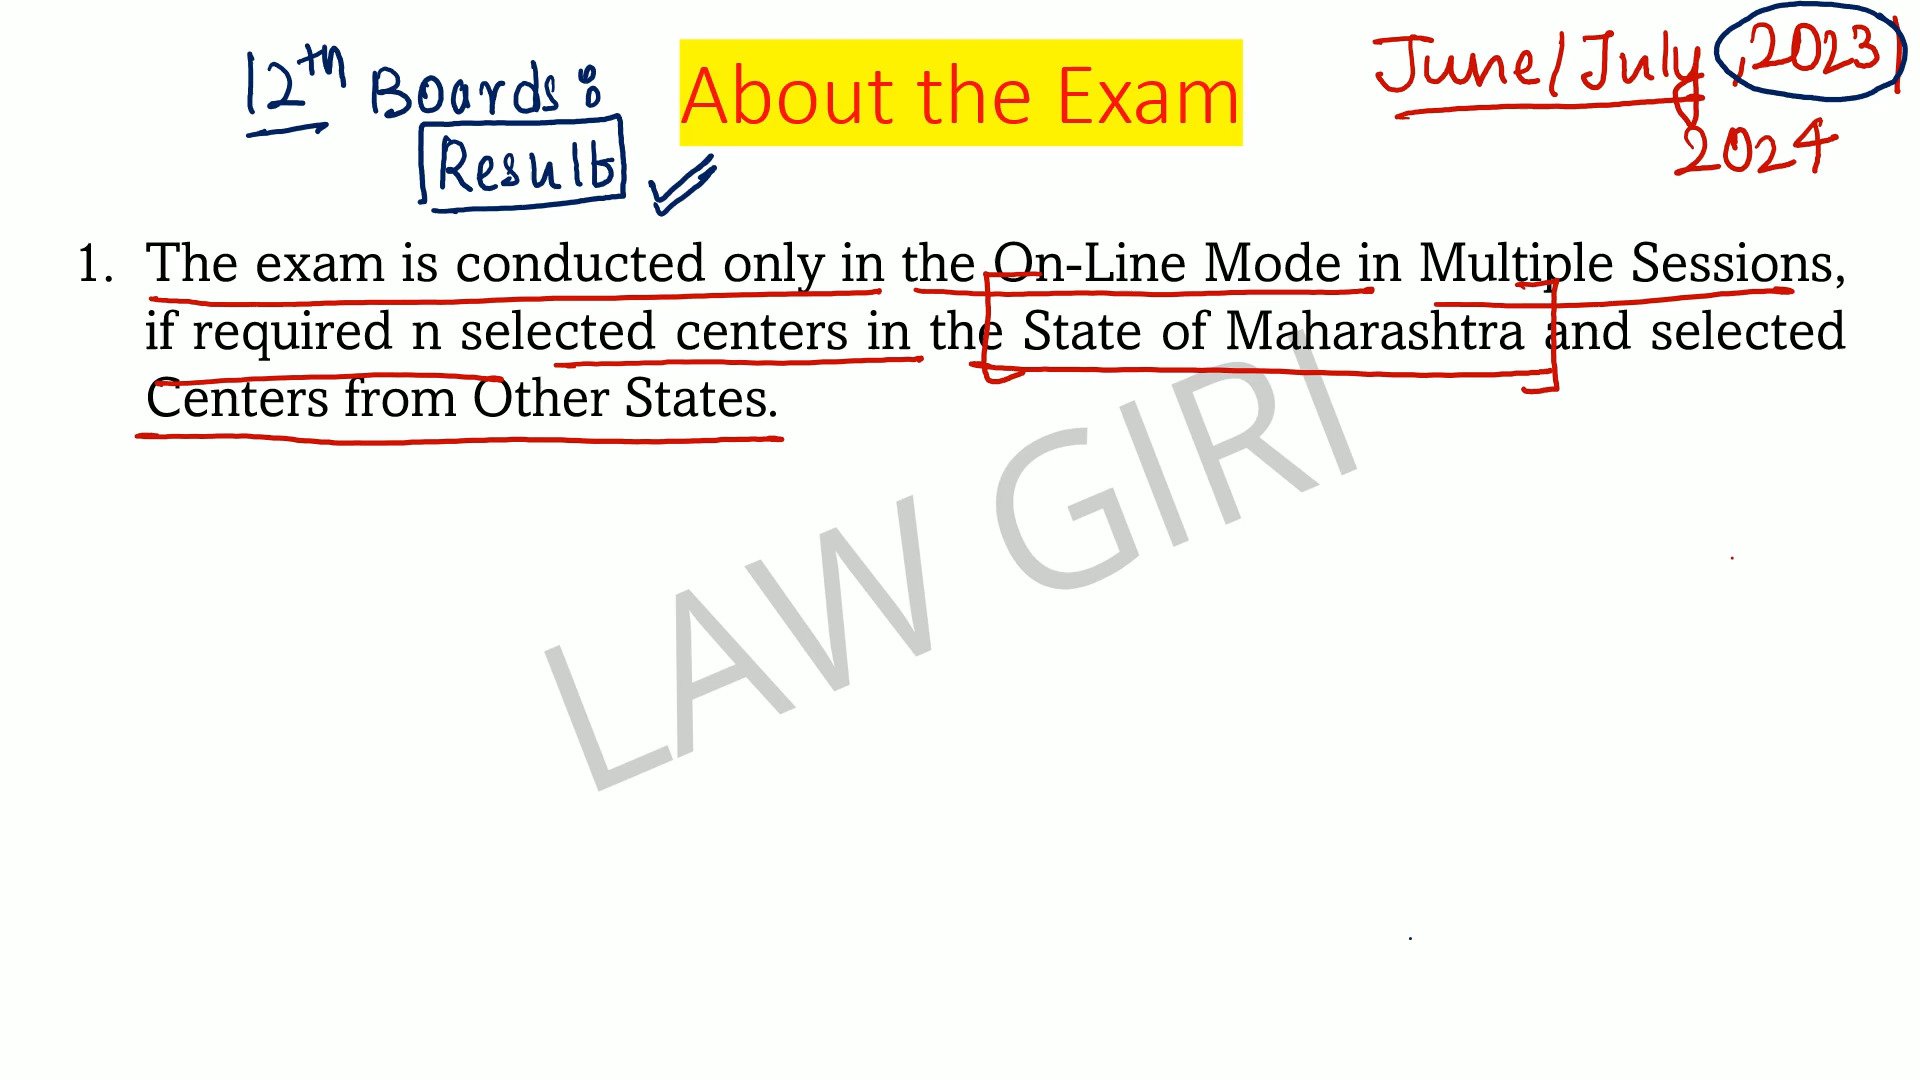 12th Boards:
Result
About the Exam
June/July, 2023
2024
1. The exam is conducted only in the On-Line Mode in Multiple Sessions,
if required n selected centers in the State of Maharashtra and selected
Centers from Other States.
LAW GIRI